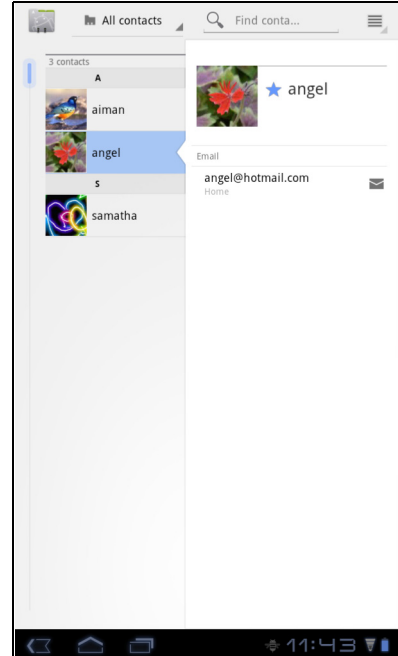 All contacts
Find conta...
3 contacts
A
aiman
angel
S
samatha
angel
Email
angel@hotmail.com
Home
11:43